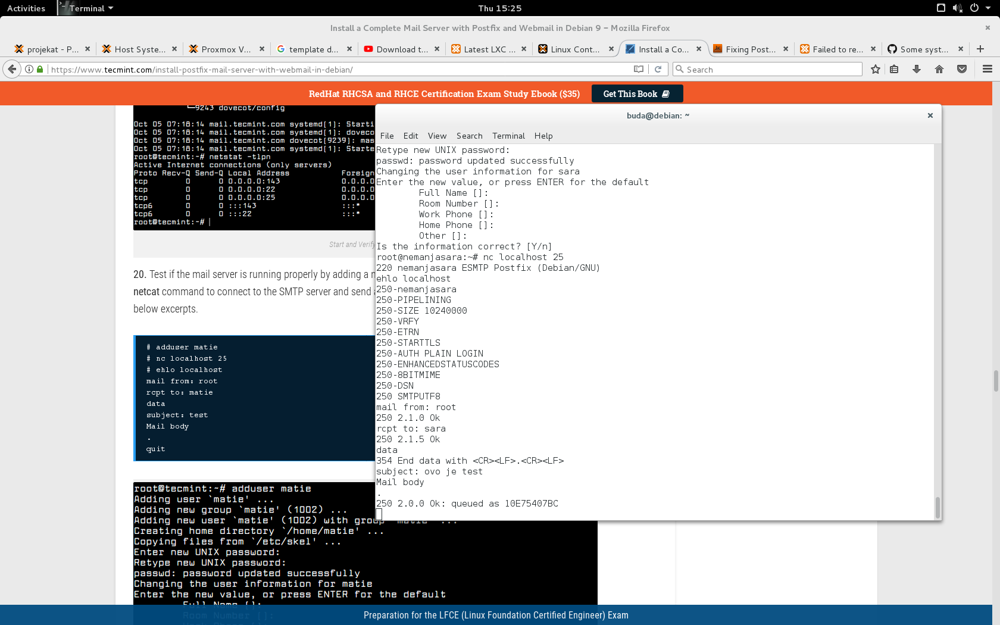 Activities
Terminal
Thu 15:25
Install a Complete Mail Server with Postfix and Webmail in Debian 9 – Mozilla Firefox
projekat - P...
Host Syste...
Proxmox V...
template d...
Download t...
Latest LXC ...
Linux Cont...
Install a Co...
Fixing Post...
Failed to re...
Some syst...
https://www.tecmint.com/install-postfix-mail-server-with-webmail-in-debian/
Search
RedHat RHCSA and RHCE Certification Exam Study Ebook ($35)
Get This Book
└─9243 dovecot/config
Oct 05 07:18:14 mail.tecmint.com systemd[1]: Starti
Oct 05 07:18:14 mail.tecmint.com systemd[1]: dovec
Oct 05 07:18:14 mail.tecmint.com dovecot[9239]: mas
Oct 05 07:18:14 mail.tecmint.com systemd[1]: Starte
root@tecmint:~# netstat -tlpn
Active Internet connections (only servers)
Proto Recv-Q Send-Q Local Address Foreign
tcp 0 0 0.0.0.0:143 0.0.0.0
tcp 0 0 0.0.0.0:22 0.0.0.0
tcp 0 0 0.0.0.0:25 0.0.0.0
tcp6 0 0 :::143 :::*
tcp6 0 0 :::22 :::*
root@tecmint:~#
Start and Verify
20. Test if the mail server is running properly by adding a n
netcat command to connect to the SMTP server and send a
below excerpts.
# adduser matie
# nc localhost 25
# ehlo localhost
mail from: root
rcpt to: matie
data
subject: test
Mail body
.
quit
root@tecmint:~# adduser matie
Adding user `matie' ...
Adding new group `matie' (1002) ...
Adding new user `matie' (1002) with group `matie' ...
Creating home directory `/home/matie' ...
Copying files from `/etc/skel' ...
Enter new UNIX password:
Retype new UNIX password:
passwd: password updated successfully
Changing the user information for matie
Enter the new value, or press ENTER for the default
Full Name []:
Room Number []:
Preparation for the LFCE (Linux Foundation Certified Engineer) Exam
buda@debian: ~
File Edit View Search Terminal Help
Retype new UNIX password:
passwd: password updated successfully
Changing the user information for sara
Enter the new value, or press ENTER for the default
Full Name []:
Room Number []:
Work Phone []:
Home Phone []:
Other []:
Is the information correct? [Y/n]
root@nemanjasara:~# nc localhost 25
220 nemanjasara ESMTP Postfix (Debian/GNU)
ehlo localhost
250-nemanjasara
250-PIPELINING
250-SIZE 10240000
250-VRFY
250-ETRN
250-STARTTLS
250-AUTH PLAIN LOGIN
250-ENHANCEDSTATUSCODES
250-8BITMIME
250-DSN
250 SMTPUTF8
mail from: root
250 2.1.0 Ok
rcpt to: sara
250 2.1.5 Ok
data
354 End data with <CR><LF>.<CR><LF>
subject: ovo je test
Mail body
.
250 2.0.0 Ok: queued as 10E75407BC